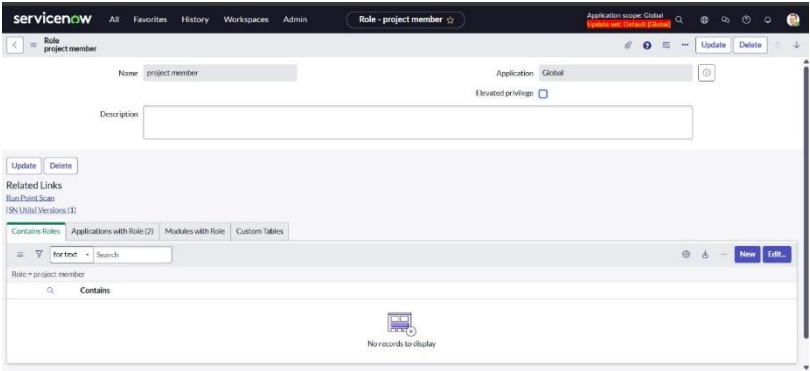 servicenow All Favorites History Workspaces Admin Role - project member Application scope: Global
Update set: Default [Global]
Role
project member Update Delete
Name project member Application Global
Elevated privilege
Description
Update Delete
Related Links
Run Point Scan
[SN Utils] Versions (1)
Contains Roles Applications with Role (2) Modules with Role Custom Tables
for text Search New Edit...
Role = project member
Contains
No records to display